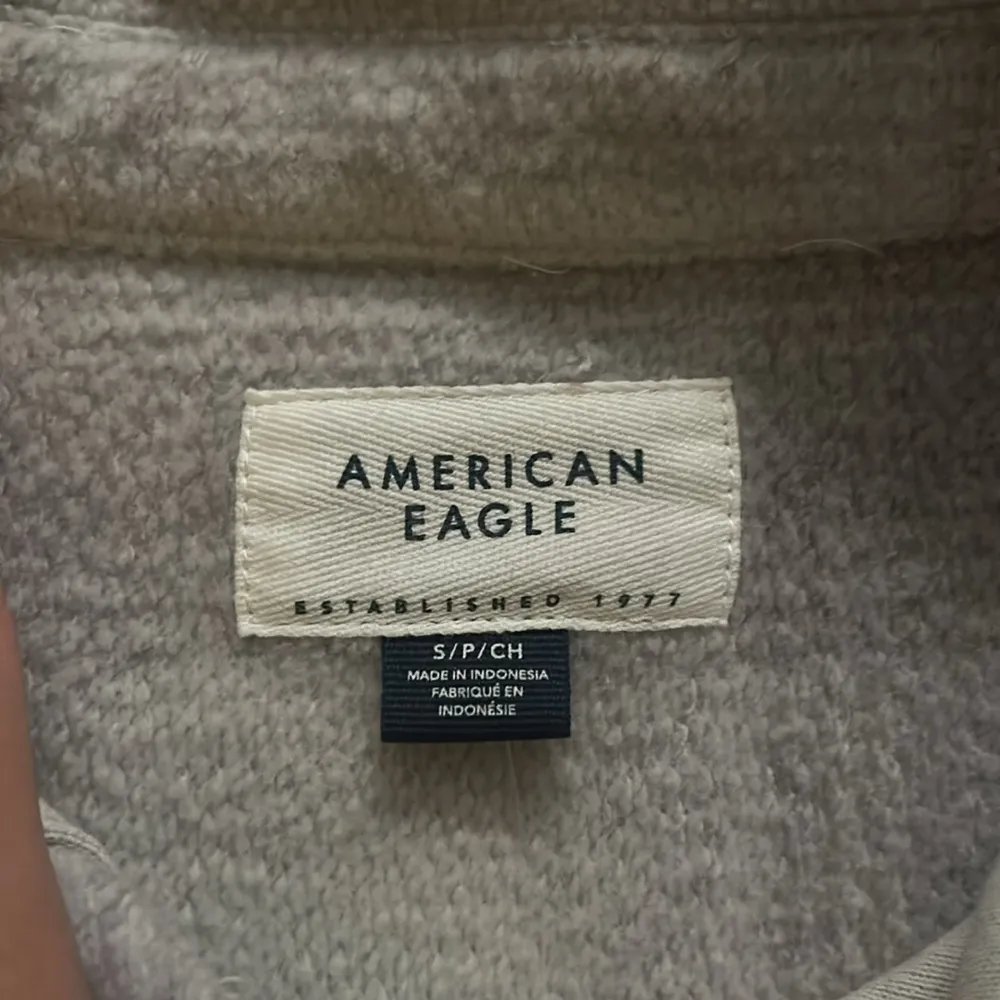 AMERICAN
EAGLE
ESTABLISHED 1977
S/P/CH
MADE IN INDONESIA
FABRIQUÉ EN
INDONÉSIE